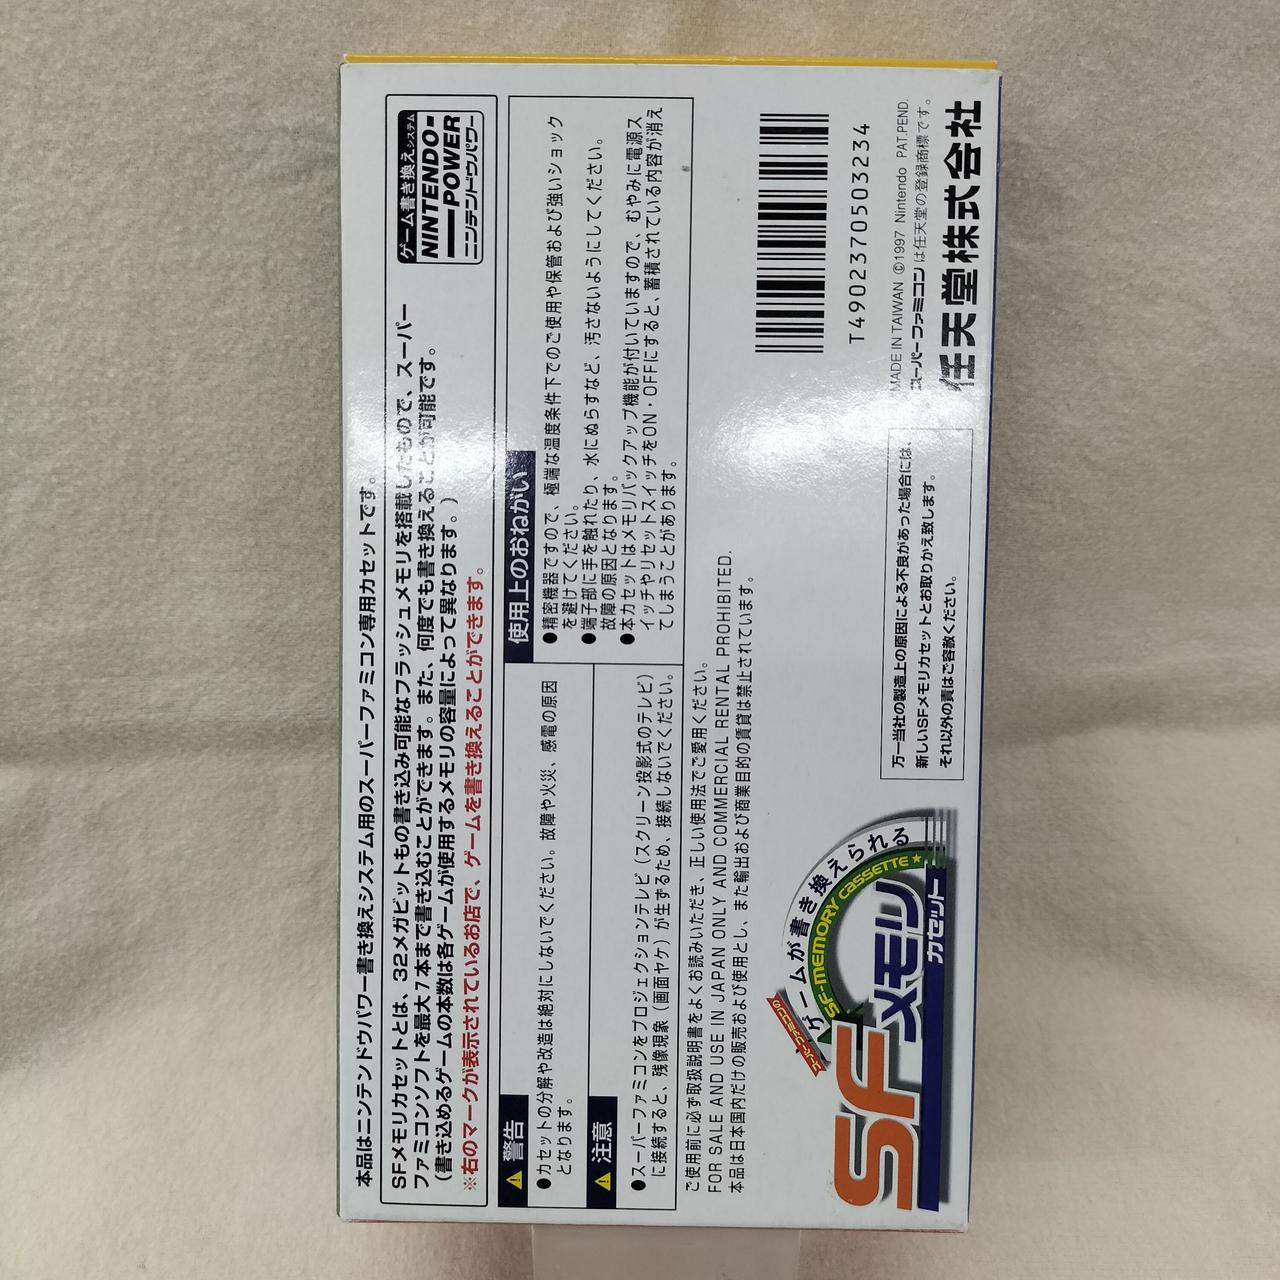 本品はニンテンドウパワー書き換えシステム用のスーパーファミコン専用カセットです。
SFメモリカセットとは、32メガビットもの書き込み可能なフラッシュメモリを搭載したもので、スーパー
ファミコンソフトを最大7本まで書き込むことができます。また、何度でも書き換えることが可能です。
(書き込めるゲームの本数は各ゲームが使用するメモリの容量によって異なります。)
※右のマークが表示されているお店で、ゲームを書き換えることができます。
ゲーム書き換えシステム
NINTENDO-
POWER
ニンテンドウパワー
警告
●カセットの分解や改造は絶対にしないでください。故障や火災、感電の原因
となります。
注意
●スーパーファミコンをプロジェクションテレビ(スクリーン投影式のテレビ)
に接続すると、残像現象(画面ヤケ)が生ずるため、接続しないでください。
使用上のおねがい
●精密機器ですので、極端な温度条件下でのご使用や保管および強いショック
を避けてください。
●端子部に手を触れたり、水にぬらすなど、汚さないようにしてください。
故障の原因となります。
●本カセットはメモリバックアップ機能が付いていますので、むやみに電源ス
イッチやリセットスイッチをON・OFFにすると、蓄積されている内容が消え
てしまうことがあります。
ご使用前に必ず取扱説明書をよくお読みいただき、正しい使用法でご愛用ください。
FOR SALE AND USE IN JAPAN ONLY AND COMMERCIAL RENTAL PROHIBITED.
本品は日本国内だけの販売および使用とし、また輸出および商業目的の賃貸は禁止されています。
T4902370503234
スーパーファミコンの
ゲームが書き換えられる
SF-MEMORY CASSETTE★
SFメモリ
カセット
万一当社の製造上の原因による不良があった場合には、
新しいSFメモリカセットとお取りかえ致します。
それ以外の責はご容赦ください。
MADE IN TAIWAN ©1997 Nintendo PAT.PEND.
スーパーファミコンは任天堂の登録商標です。
任天堂株式会社